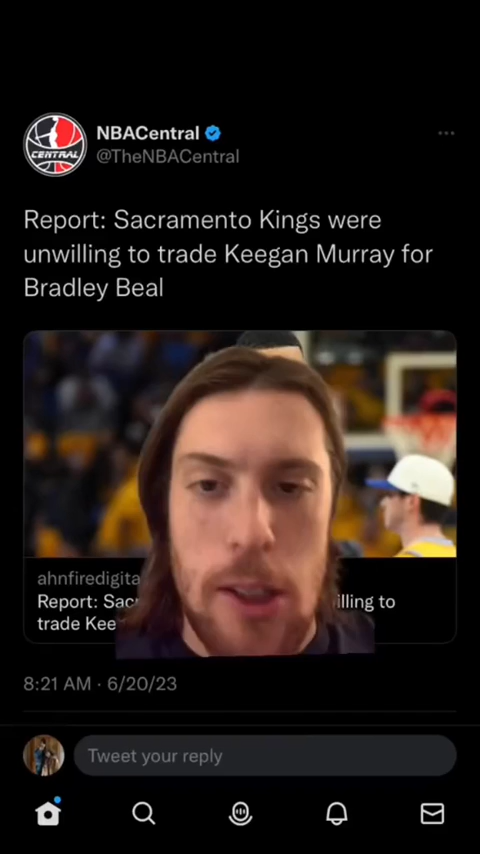 CENTRAL
NBACentral
@TheNBACentral
Report: Sacramento Kings were
unwilling to trade Keegan Murray for
Bradley Beal
ahnfiredigita
Report: Sac illing to
trade Kee
8:21 AM · 6/20/23
Tweet your reply